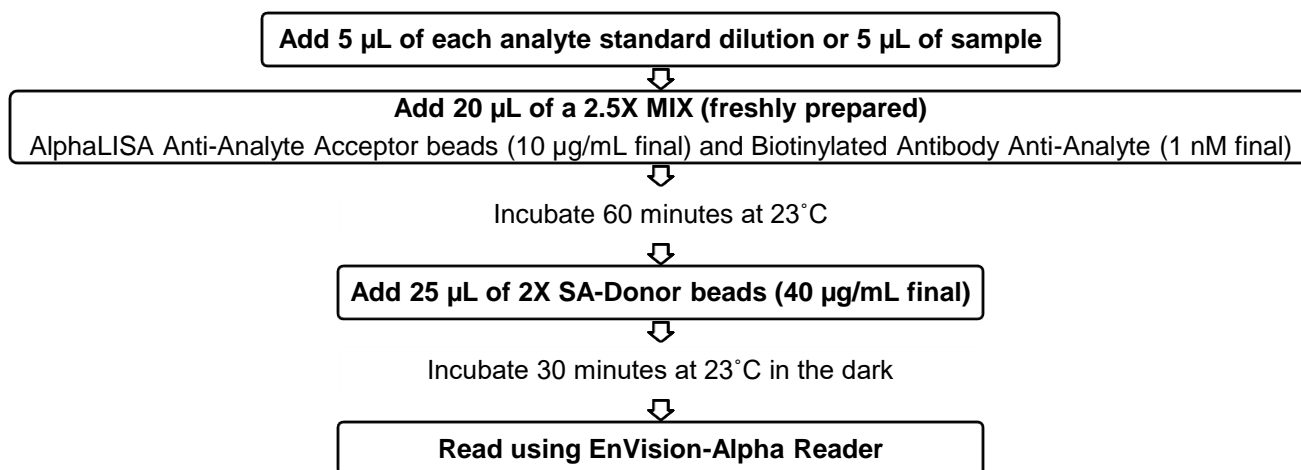 Add 5 µL of each analyte standard dilution or 5 µL of sample
Add 20 µL of a 2.5X MIX (freshly prepared)
AlphaLISA Anti-Analyte Acceptor beads (10 µg/mL final) and Biotinylated Antibody Anti-Analyte (1 nM final)
Incubate 60 minutes at 23˚C
Add 25 µL of 2X SA-Donor beads (40 µg/mL final)
Incubate 30 minutes at 23˚C in the dark
Read using EnVision-Alpha Reader